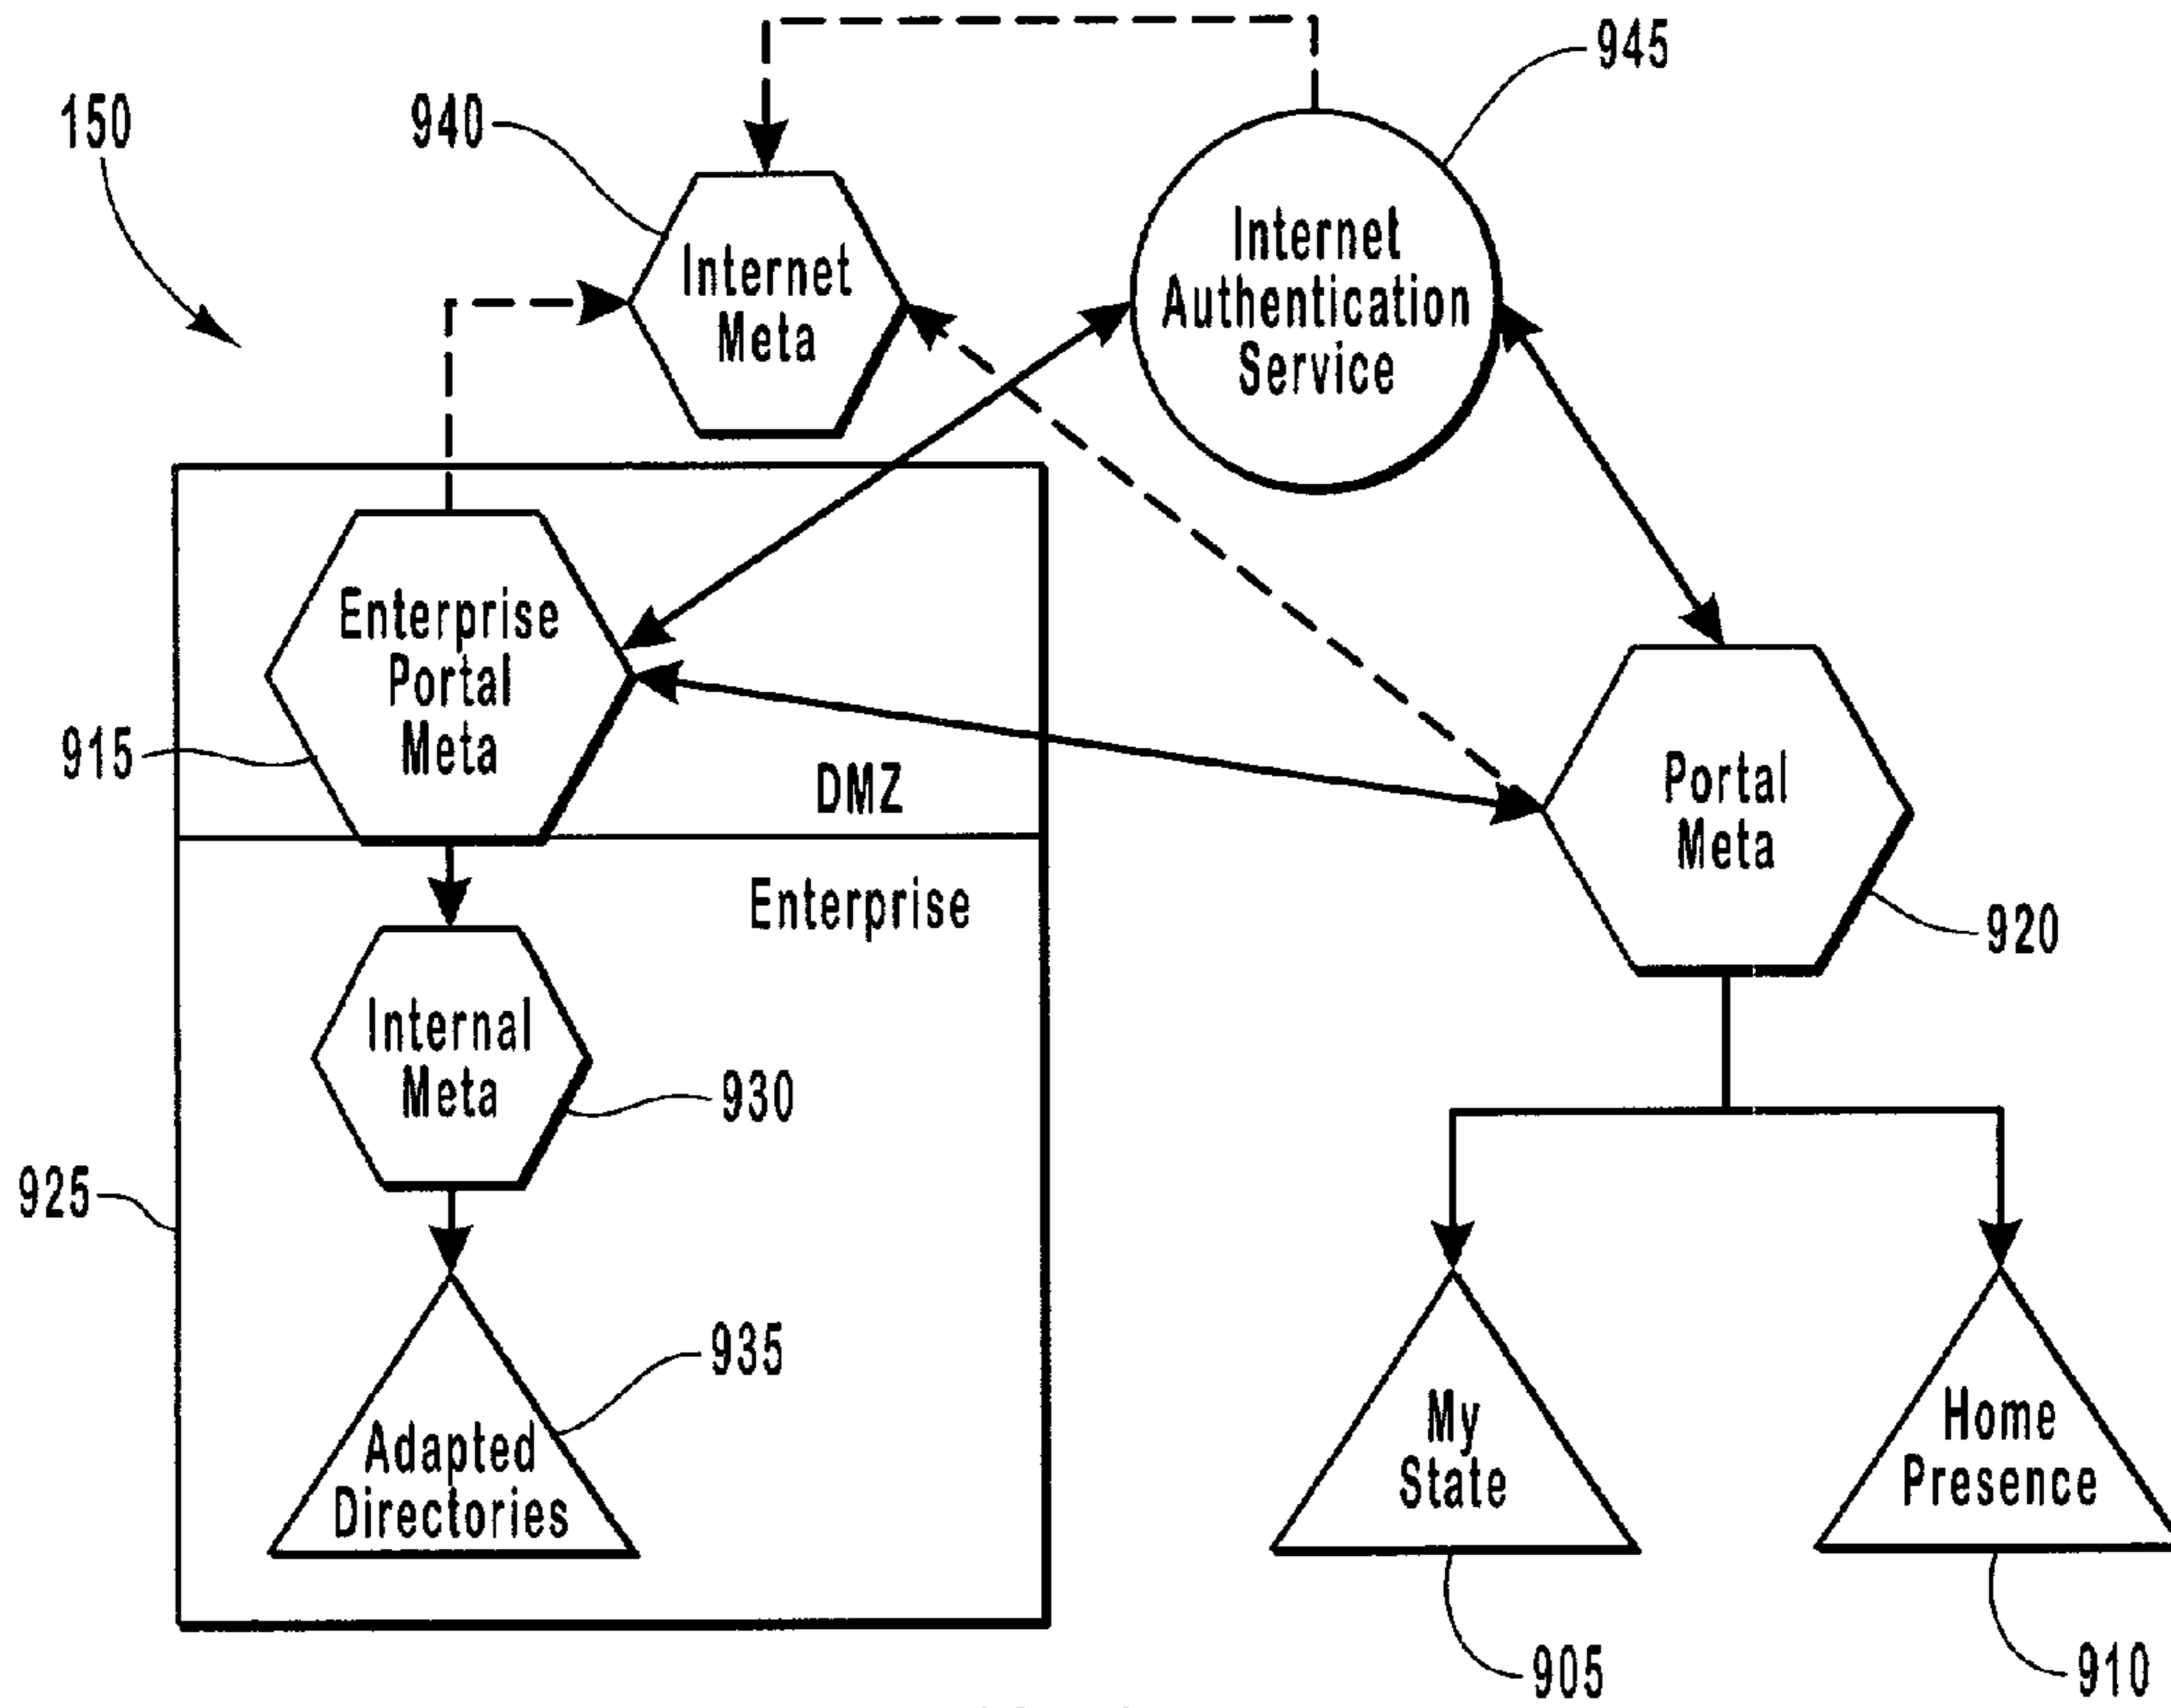 945
150
940
Internet
Authentication
Service
Internet
Meta
Enterprise
Portal
Meta
915
DMZ
Portal
Meta
Enterprise
920
Internal
Meta
930
925
935
Adapted
Directories
My
State
Home
Presence
905
910